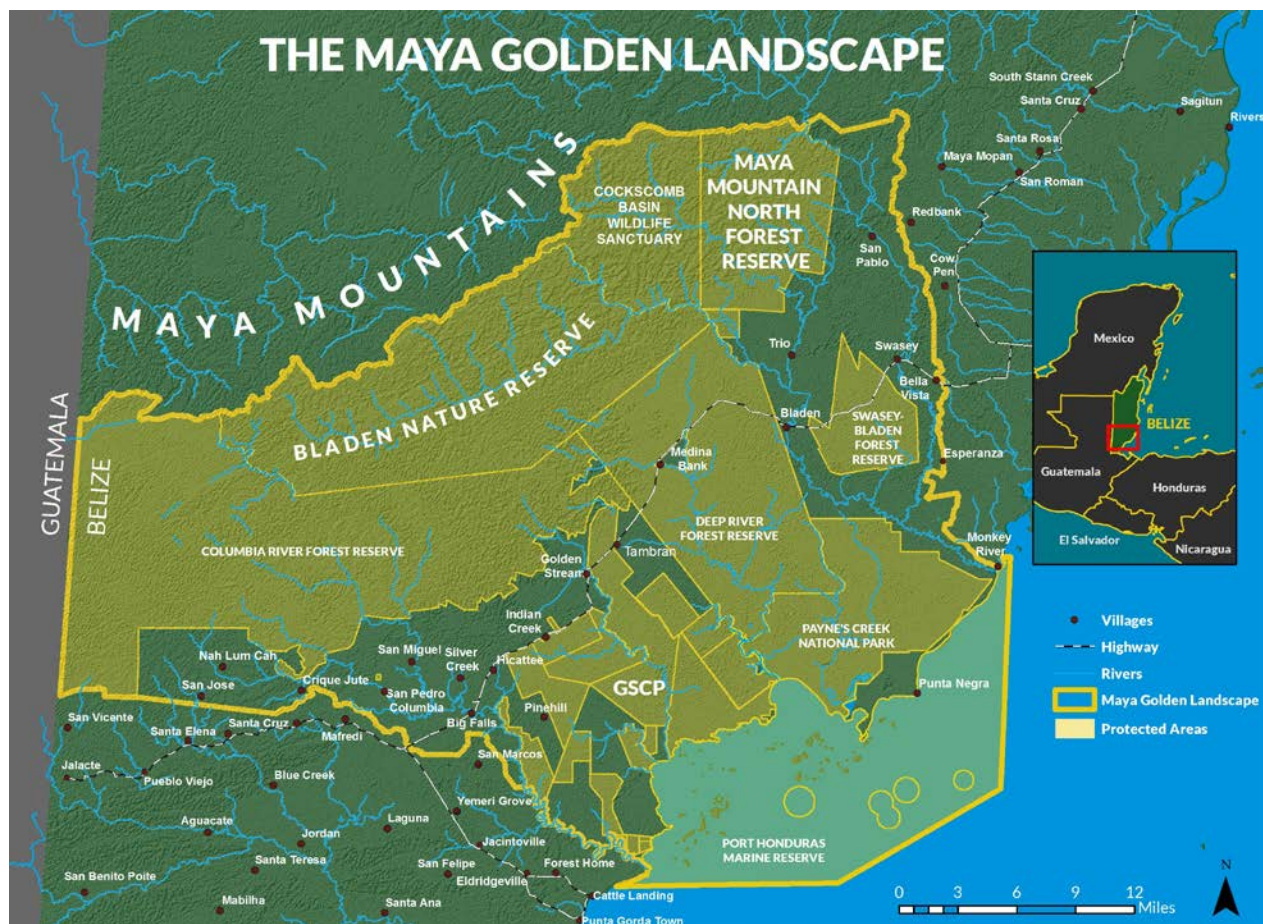 THE MAYA GOLDEN LANDSCAPE
South Stann Creek
Santa Cruz
Sagitun
Rivers
Santa Rosa
Maya Mopan
San Roman
MAYA MOUNTAINS
COCKSCOMB
BASIN
WILDLIFE
SANCTUARY
MAYA
MOUNTAIN
NORTH
FOREST
RESERVE
Redbank
San
Pablo
Cow
Pen
Mexico
BELIZE
Guatemala
Honduras
El Salvador
Nicaragua
BLADEN NATURE RESERVE
Trio
Swasey
Bella
Vista
Bladen
SWASEY-
BLADEN
FOREST
RESERVE
Medina
Bank
Esperanza
GUATEMALA
BELIZE
COLUMBIA RIVER FOREST RESERVE
DEEP RIVER
FOREST RESERVE
Tambran
Golden
Stream
Monkey
River
Indian
Creek
PAYNE'S CREEK
NATIONAL PARK
Nah Lum Cah
San Miguel
Silver
Creek
Hicattee
San Jose
Crique Jute
San Pedro
Columbia
GSCP
Punta Negra
Pinehill
Big Falls
San Vicente
Santa Elena
Santa Cruz
Mafredi
San Marcos
Jalacte
Pueblo Viejo
Blue Creek
Yemeri Grove
Aguacate
Laguna
Jordan
Jacintoville
Santa Teresa
San Felipe
Eldridgeville
Forest Home
San Benito Poite
Mabilha
Santa Ana
Cattle Landing
Punta Gorda Town
PORT HONDURAS
MARINE RESERVE
Villages
Highway
Rivers
Maya Golden Landscape
Protected Areas
0 3 6 9 12
Miles
N